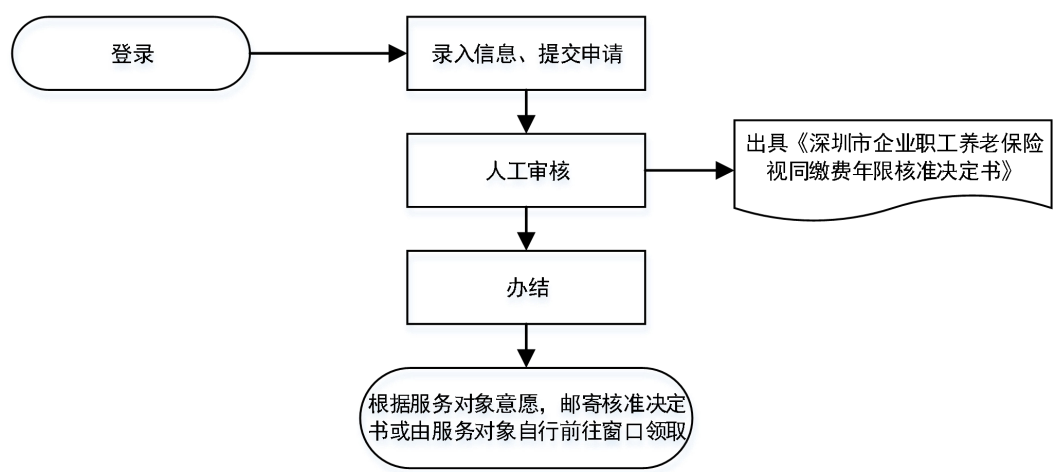 登录
录入信息、提交申请
人工审核
出具《深圳市企业职工养老保险
视同缴费年限核准决定书》
办结
根据服务对象意愿，邮寄核准决定
书或由服务对象自行前往窗口领取